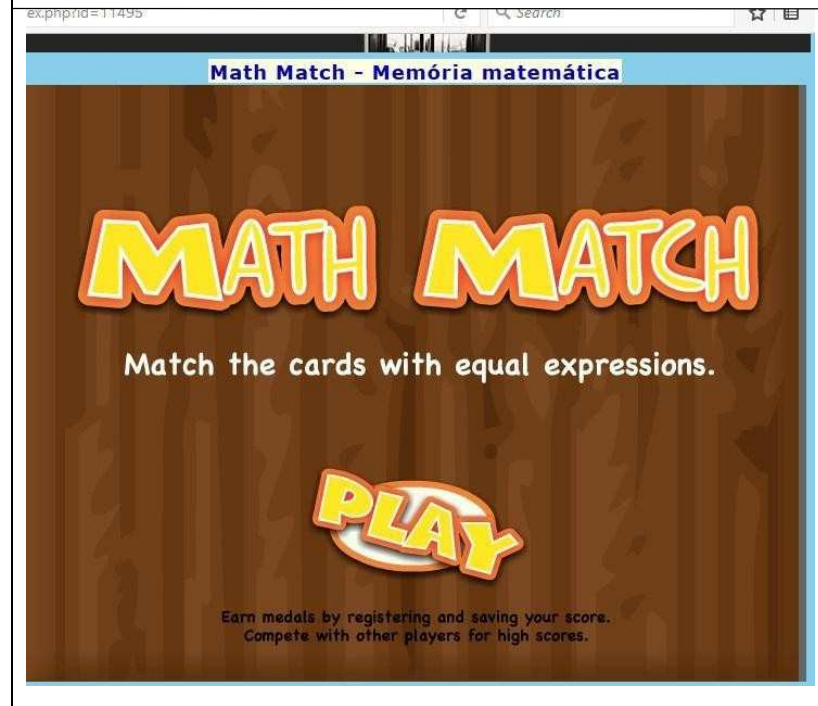 ex.php?id=11495 Search
Math Match - Memória matemática
MATH MATCH
Match the cards with equal expressions.
PLAY
Earn medals by registering and saving your score.
Compete with other players for high scores.